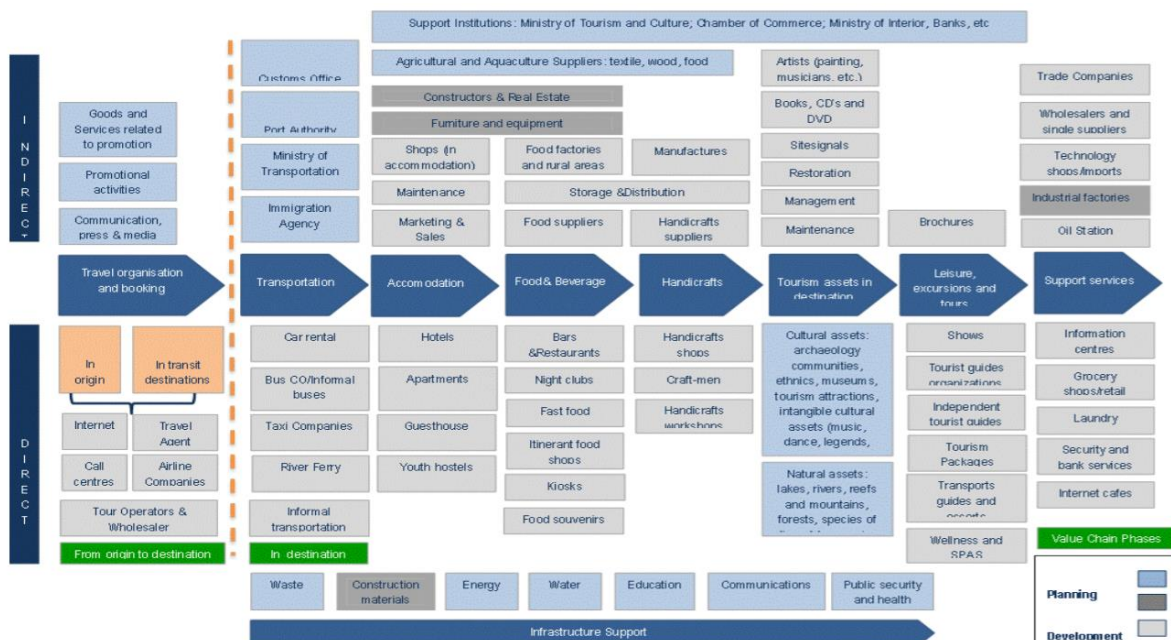 Support Institutions: Ministry of Tourism and Culture; Chamber of Commerce; Ministry of Interior, Banks, etc
Agricultural and Aquaculture Suppliers: textile, wood, food
Constructors & Real Estate
Furniture and equipment
I NDIRECT
Goods and
Services related
to promotion
Promotional
activities
Communication,
press & media
Customs Office
Port Authority
Ministry of
Transportation
Immigration
Agency
Shops (In
accommodation)
Maintenance
Marketing &
Sales
Food factories
and rural areas
Manufactures
Storage &Distribution
Food suppliers
Handicrafts
suppliers
Artists (painting,
musicians, etc.)
Books, CD's and
DVD
Sitesignals
Restoration
Management
Maintenance
Brochures
Trade Companies
Wholesalers and
single suppliers
Technology
shops/Imports
Industrial factories
Oil Station
Travel organisation
and booking
Transportation
Accomodation
Food& Beverage
Handicrafts
Tourism assets in
destination
Leisure,
excursions and
tours
Support services
DIRECT
In
origin
In transit
destinations
Internet
Travel
Agent
Call
centres
Airline
Companies
Tour Operators &
Wholesaler
From origin to destination
Car rental
Bus CO/Informal
buses
Taxi Companies
River Ferry
Informal
transportation
In destination
Hotels
Apartments
Guesthouse
Youth hostels
Bars
&Restaurants
Night clubs
Fast food
Itinerant food
shops
Kiosks
Food souvenirs
Handicrafts
shops
Craft-men
Handicrafts
workshops
Cultural assets:
archaeology
communities,
ethnics, museums,
tourism attractions,
intangible cultural
assets (music,
dance, legends,
Natural assets:
lakes, rivers, reefs
and mountains,
forests, species of
Shows
Tourist guides
organizations
Independent
tourist guides
Tourism
Packages
Transports
guides and
escorts
Wellness and
SPAS
Information
centres
Grocery
shops/retail
Laundry
Security and
bank services
Internet cafes
Value Chain Phases
Planning
Development
Waste
Construction
materials
Energy
Water
Education
Communications
Public security
and health
Infrastructure Support